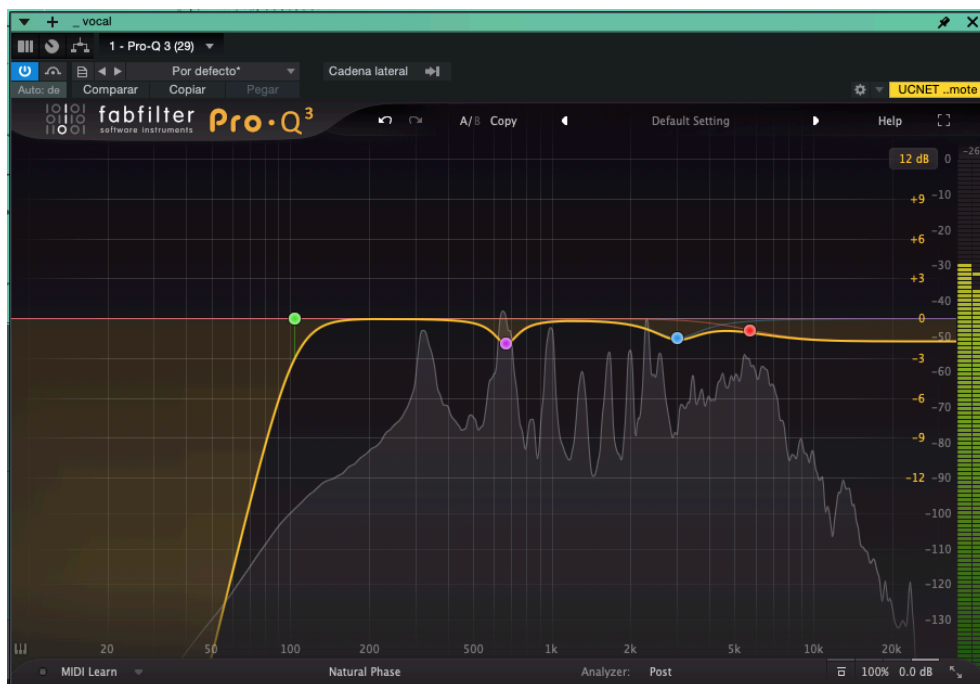 _ vocal
1 - Pro-Q 3 (29)
Por defecto*
Cadena lateral
Auto: de
Comparar
Copiar
Pegar
UCNET ..mote
fabfilter
software instruments
Pro·Q3
A/B Copy
Default Setting
Help
12 dB 0 -26
+9 -10
+6 -20
+3 -30
0 -40
-3 -50
-6 -60
-9 -70
-12 -80
-90
-100
-110
-120
-130
20 50 100 200 500 1k 2k 5k 10k 20k
MIDI Learn
Natural Phase
Analyzer: Post
100% 0.0 dB